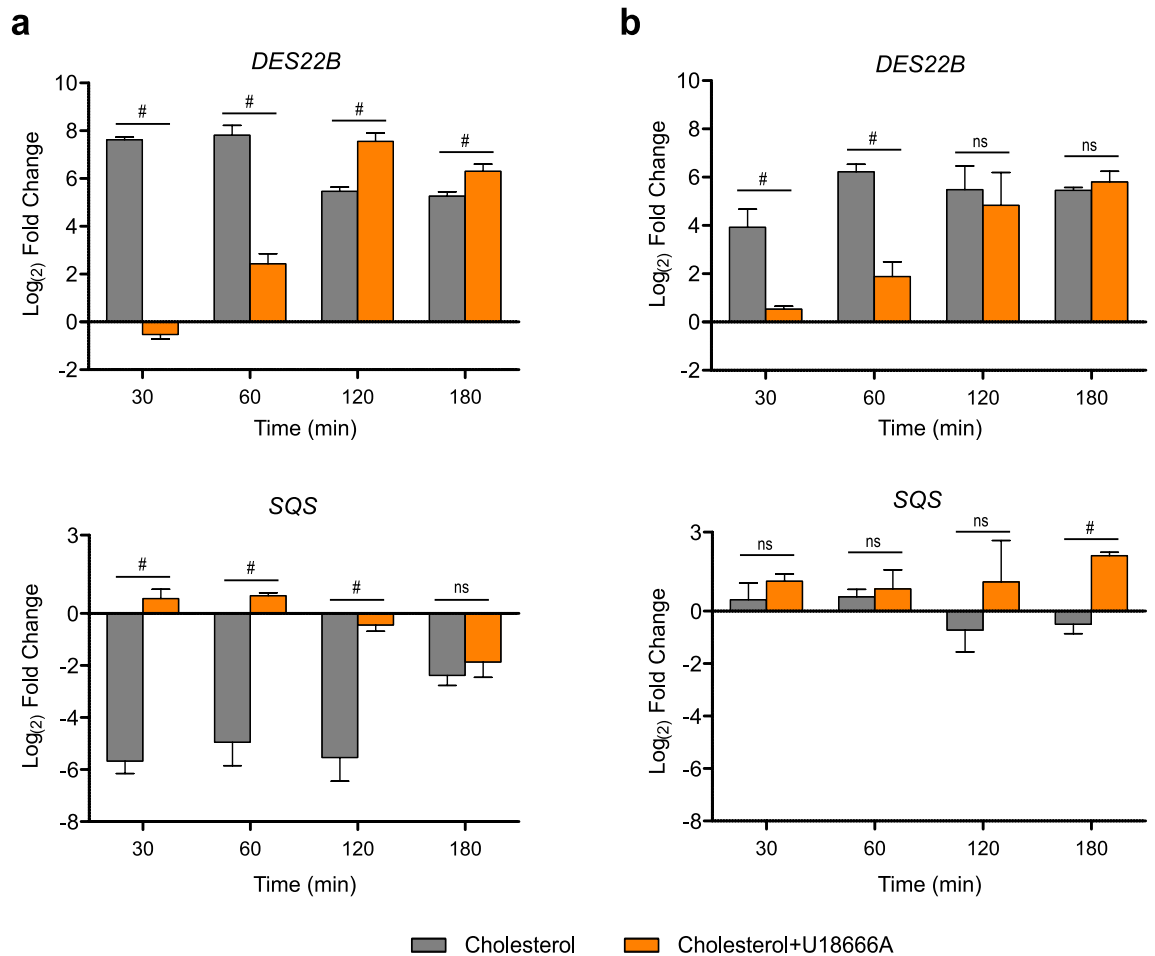 a
DES22B
10
8
6
4
2
0
-2
Log(2) Fold Change
# # # #
30 60 120 180
Time (min)
b
DES22B
10
8
6
4
2
0
-2
Log(2) Fold Change
# # ns ns
30 60 120 180
Time (min)
SQS
3
0
-2
-4
-6
-8
Log(2) Fold Change
# # # ns
30 60 120 180
Time (min)
SQS
3
0
-2
-4
-6
-8
Log(2) Fold Change
ns ns ns #
30 60 120 180
Time (min)
Cholesterol Cholesterol+U18666A